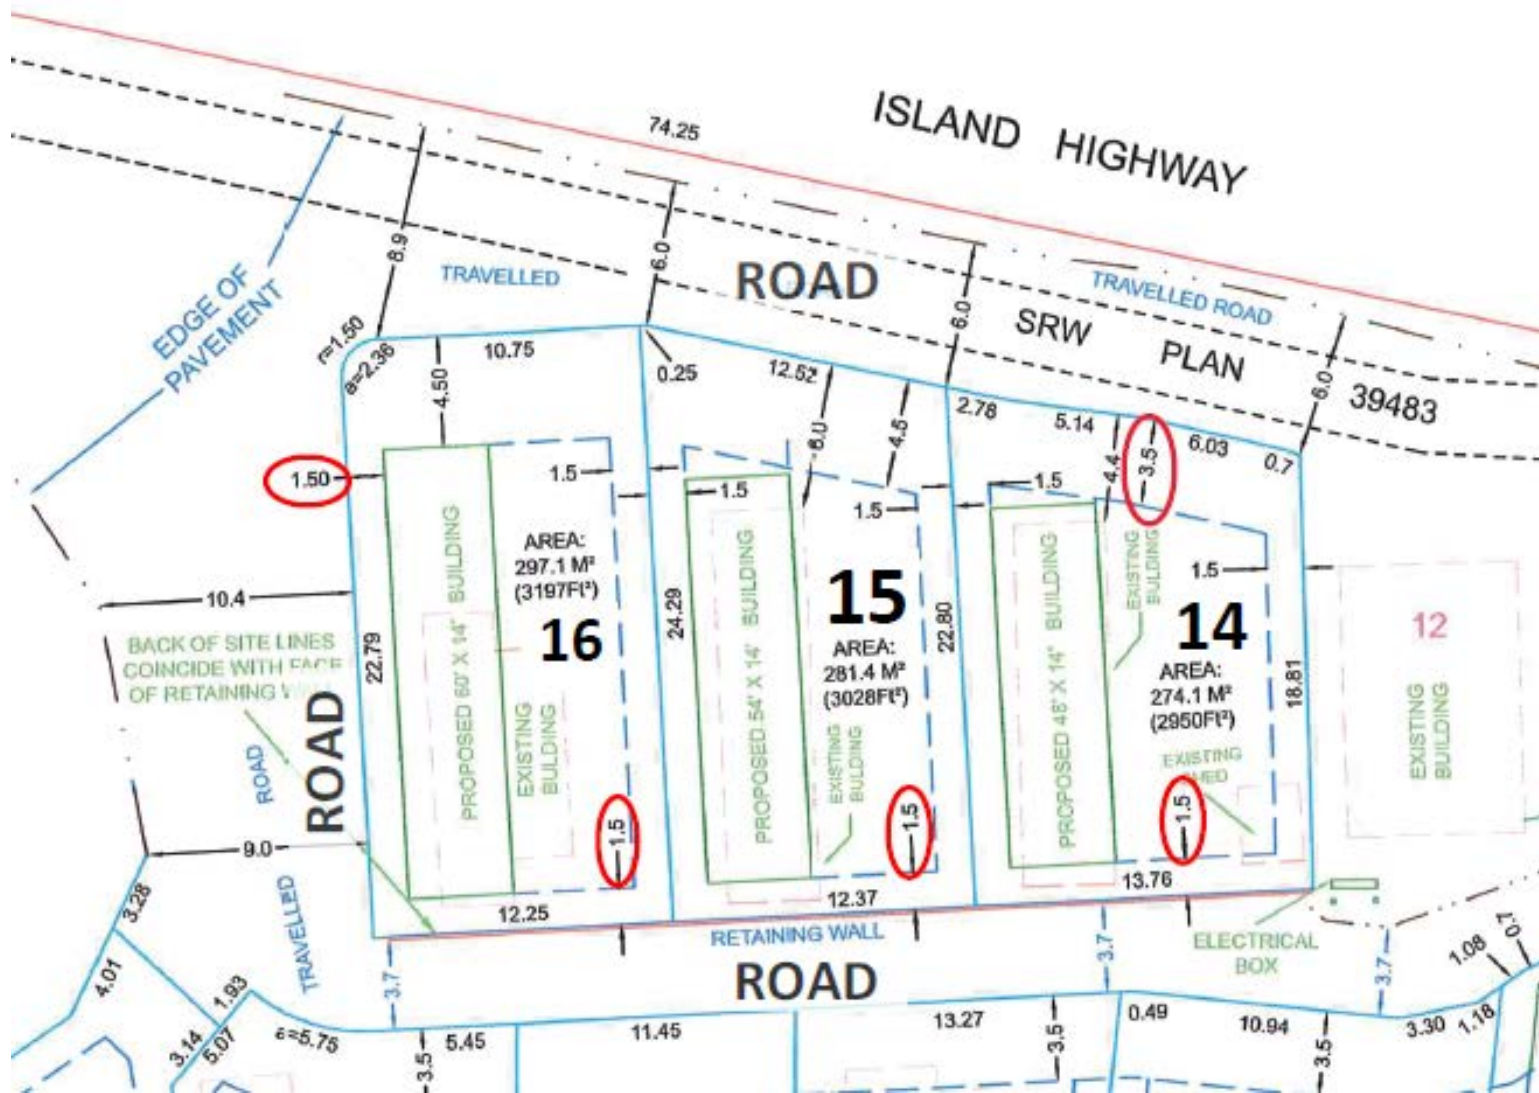 74.25
ISLAND HIGHWAY
8.9
6.0
TRAVELLED
ROAD
6.0
TRAVELLED ROAD
SRW PLAN
39483
6.0
EDGE OF
PAVEMENT
r=1.50
a=2.36
10.75
4.50
0.25
12.52
6.0
4.5
2.78
5.14
4.4
3.5
6.03
0.7
1.50
1.5
1.5
1.5
1.5
1.5
PROPOSED 60' X 14' BUILDING
AREA:
297.1 M²
(3197Ft²)
16
EXISTING
BULDING
22.79
24.29
PROPOSED 54' X 14' BUILDING
15
AREA:
281.4 M²
(3028Ft²)
EXISTING
BULDING
22.80
PROPOSED 48' X 14' BUILDING
EXISTING
BULDING
14
AREA:
274.1 M²
(2950Ft²)
EXISTING
18.81
12
EXISTING
BULDING
10.4
BACK OF SITE LINES
COINCIDE WITH FACE
OF RETAINING
ROAD
ROAD
9.0
TRAVELLED
1.5
1.5
1.5
12.25
12.37
13.76
RETAINING WALL
ROAD
ELECTRICAL
BOX
3.7
3.7
3.7
3.28
4.01
1.93
3.14
5.07
5.45
3.5
11.45
13.27
3.5
0.49
10.94
3.5
3.30
1.18
1.08
0.7